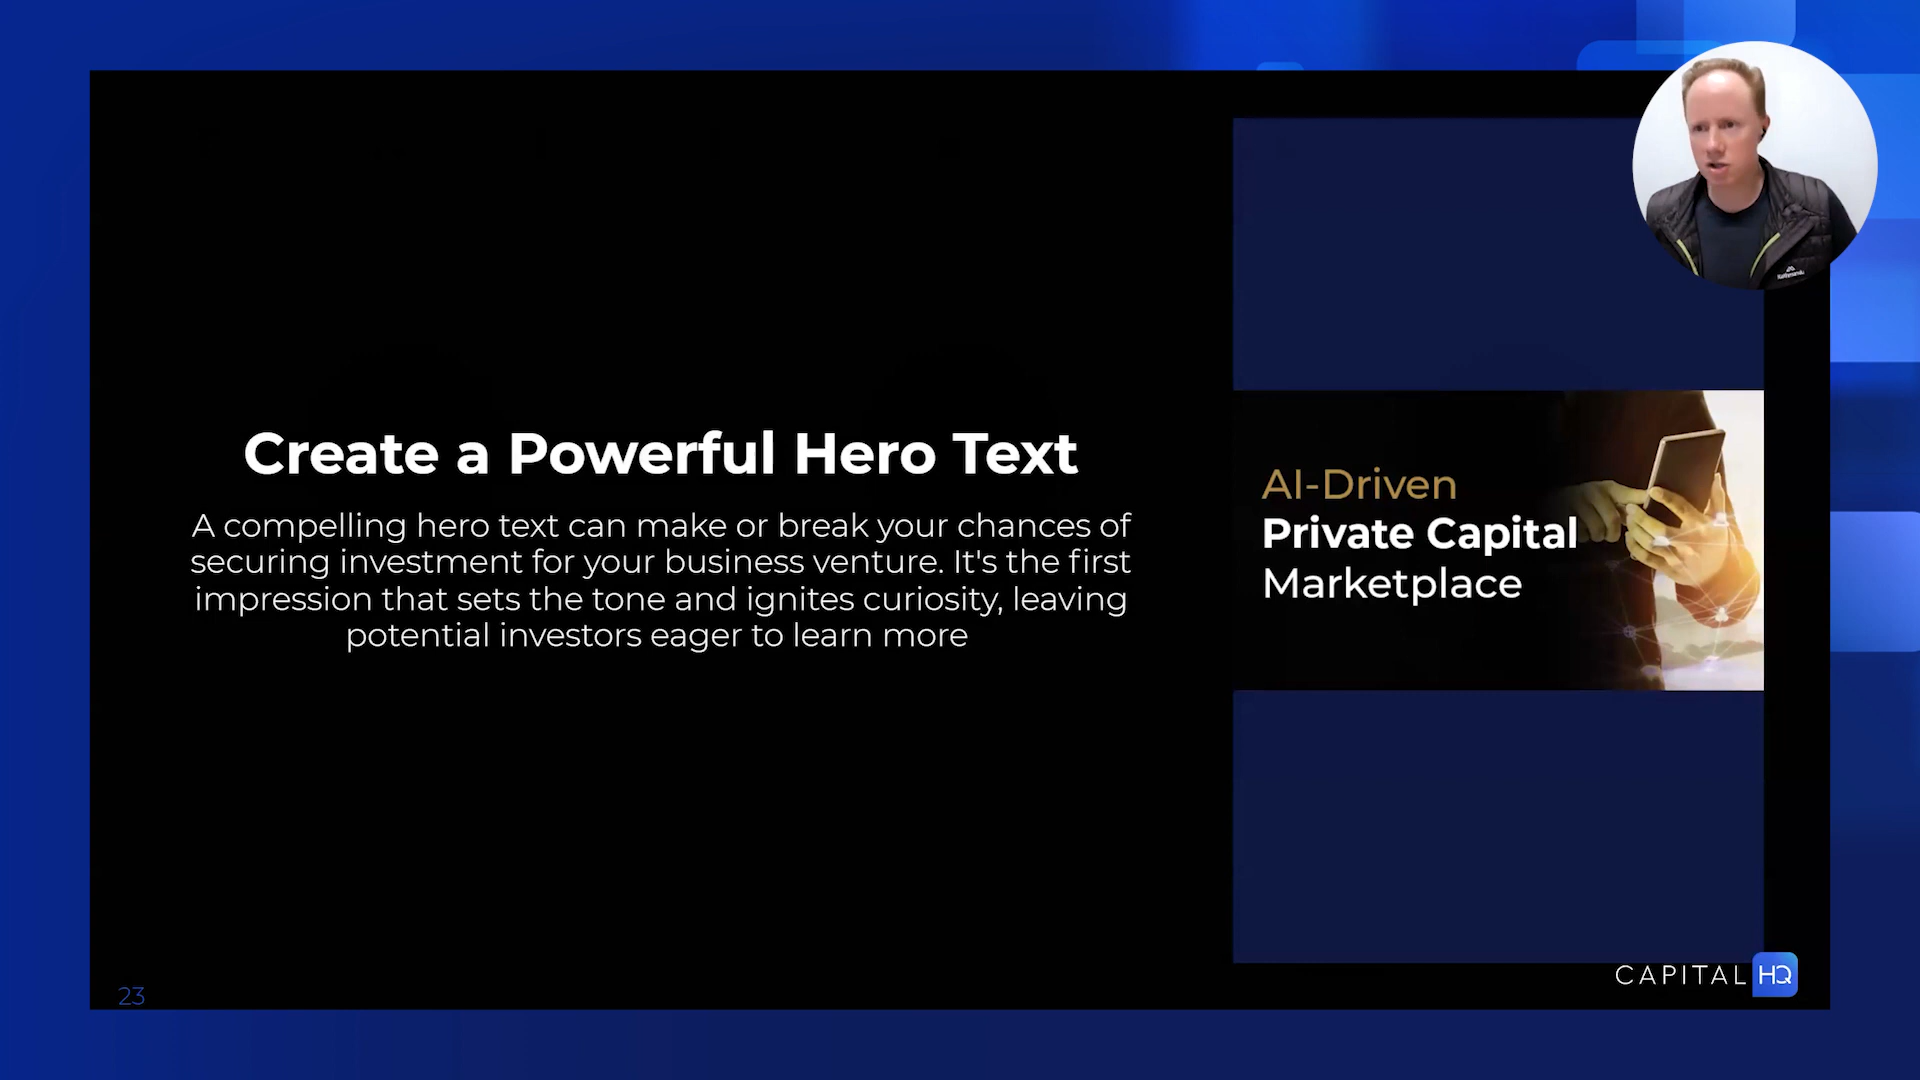 Create a Powerful Hero Text
A compelling hero text can make or break your chances of
securing investment for your business venture. It's the first
impression that sets the tone and ignites curiosity, leaving
potential investors eager to learn more
AI-Driven
Private Capital
Marketplace
CAPITAL HQ
23